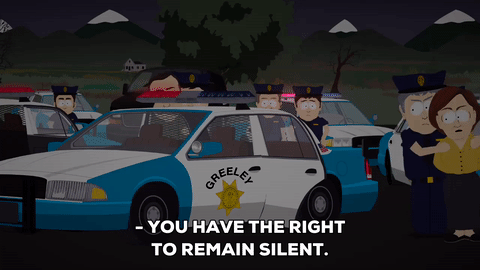 GREELEY
- YOU HAVE THE RIGHT
TO REMAIN SILENT.